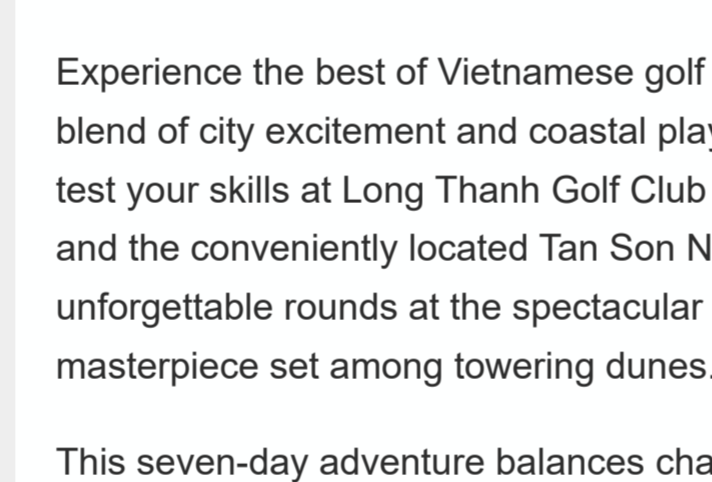 Experience the best of Vietnamese golf
blend of city excitement and coastal
test your skills at Long Thanh Golf Club
and the conveniently located Tan Son
unforgettable rounds at the spectacular
masterpiece set among towering dunes.
This seven-day adventure balances